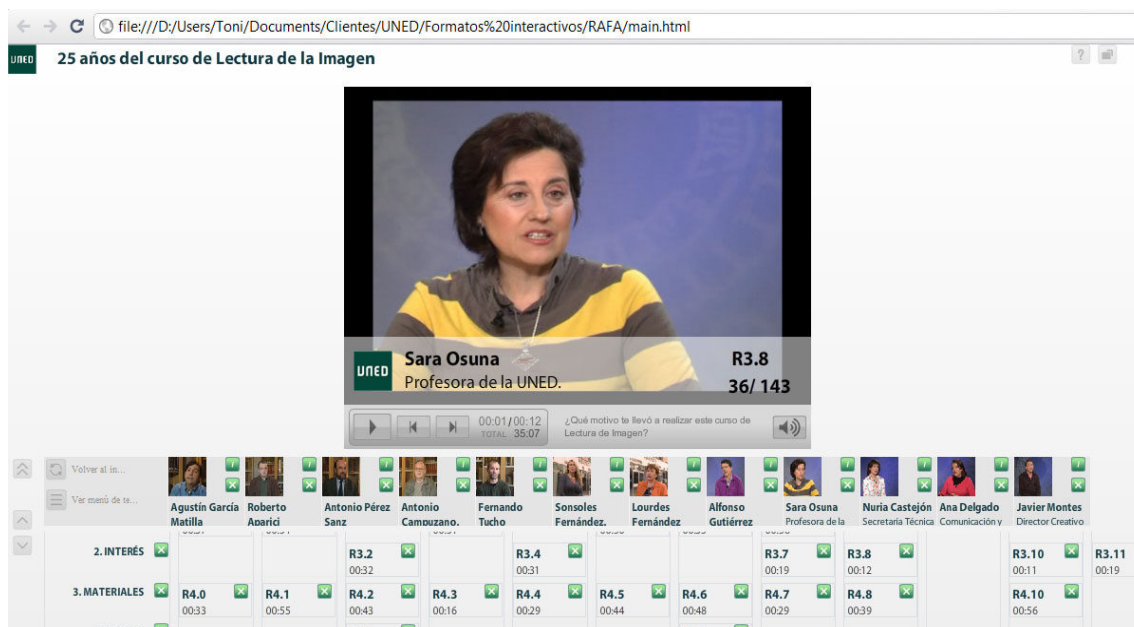 file:///D:/Users/Toni/Documents/Clientes/UNED/Formatos%20interactivos/RAFA/main.html
UNED 25 años del curso de Lectura de la Imagen ?
Sara Osuna R3.8
UNED
Profesora de la UNED. 36/ 143
00:01/00:12 ¿Qué motivo te llevó a realizar este curso de
TOTAL 35:07 Lectura de Imagen?
Volver al in...
Ver menú de te...
Agustín García Roberto Antonio Pérez Antonio Fernando Sonsoles Lourdes Alfonso Sara Osuna Nuria Castejón Ana Delgado Javier Montes
Matilla Aparici Sanz Campuzano. Tucho Fernández. Fernández Gutiérrez Profesora de la Secretaría Técnica Comunicación y Director Creativo
2. INTERÉS R3.2 R3.4 R3.7 R3.8 R3.10 R3.11
00:32 00:31 00:19 00:12 00:11 00:19
3. MATERIALES R4.0 R4.1 R4.2 R4.3 R4.4 R4.5 R4.6 R4.7 R4.8 R4.10
00:33 00:55 00:43 00:16 00:29 00:44 00:48 00:29 00:39 00:56